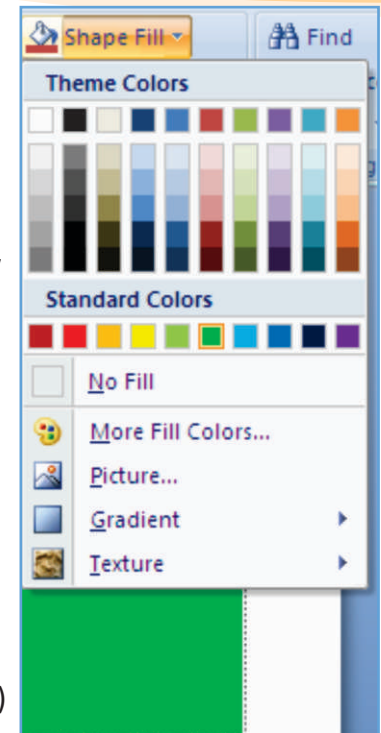 Shape Fill
Find
Theme Colors
Standard Colors
No Fill
More Fill Colors...
Picture...
Gradient
Texture
)